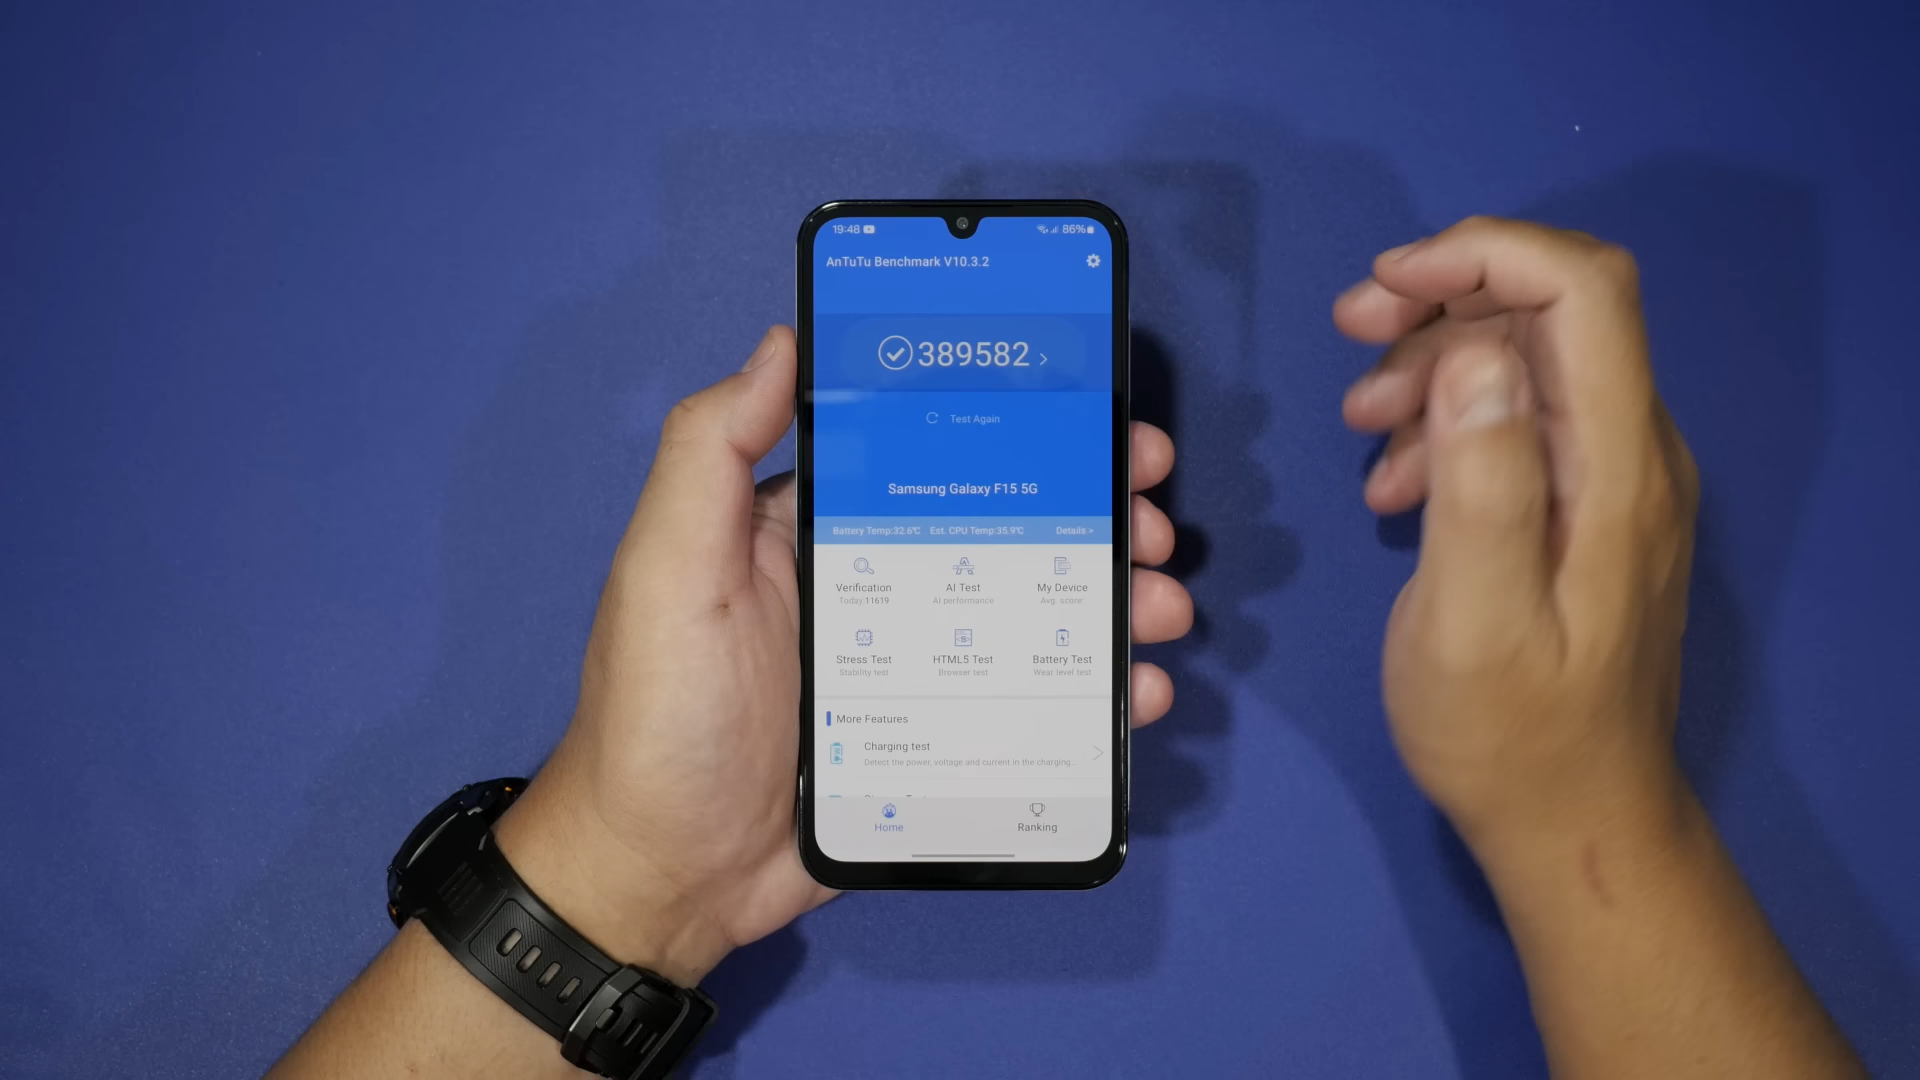 19:48 86%
AnTuTu Benchmark V10.3.2
389582 >
Test Again
Samsung Galaxy F15 5G
Battery Temp:32.6℃ Est. CPU Temp:35.9℃ Details >
Verification AI Test My Device
Today:11619 AI performance Avg. score
Stress Test HTML5 Test Battery Test
Stability test Browser test Wear level test
More Features
Charging test
Detect the power, voltage and current in the charging...
Home Ranking